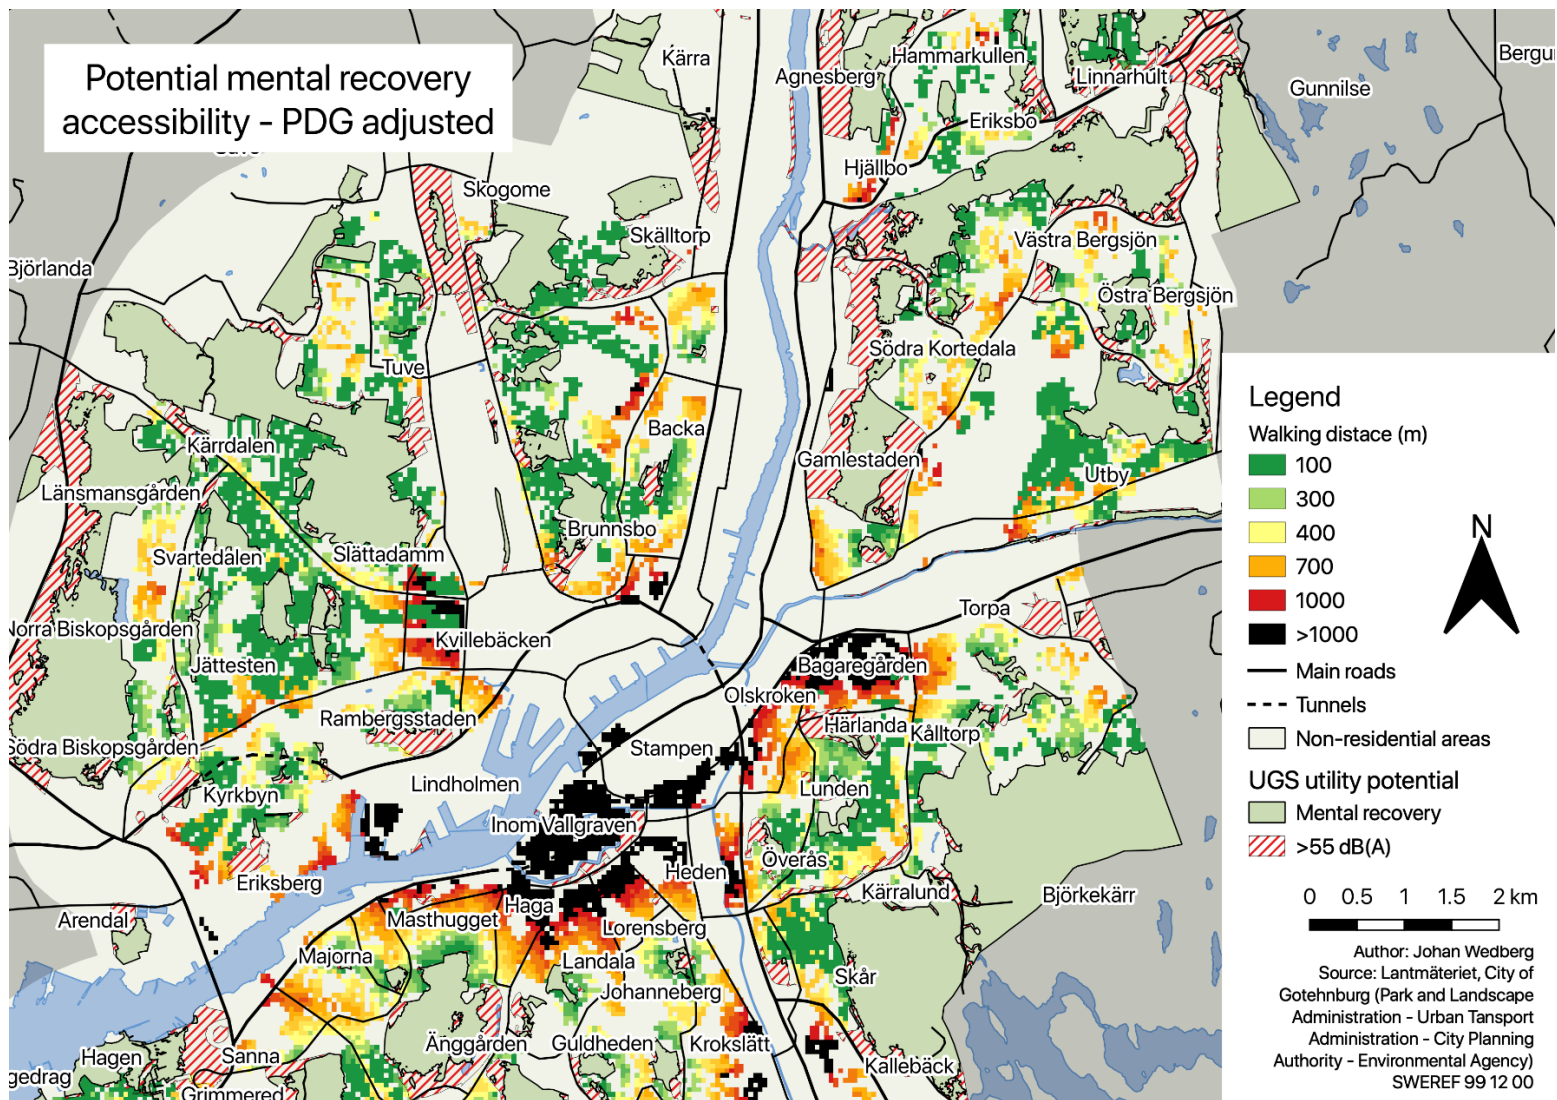 Potential mental recovery
accessibility - PDG adjusted
Kärra
Agnesberg
Hammarkullen
Linnarhult
Gunnilse
Eriksbo
Hjällbo
Skogome
Skälltorp
Västra Bergsjön
Björlanda
Östra Bergsjön
Södra Kortedala
Tuve
Backa
Kärrdalen
Gamlestaden
Utby
Länsmansgården
Brunnsbo
Svartedalen
Slättadamm
Torpa
Norra Biskopsgården
Kvillebäcken
Jättesten
Bagaregården
Olskroken
Rambergsstaden
Härlanda
Kålltorp
Södra Biskopsgården
Stampen
Lindholmen
Lunden
Kyrkbyn
Inom Vallgraven
Överås
Heden
Eriksberg
Kärralund
Björkekärr
Haga
Masthugget
Arendal
Lorensberg
Majorna
Landala
Skår
Johanneberg
Änggården
Guldheden
Krokslätt
Hagen
Sanna
Kallebäck
gedrag
Grimmered
Legend
Walking distace (m)
100
300
400
700
1000
>1000
Main roads
Tunnels
Non-residential areas
UGS utility potential
Mental recovery
>55 dB(A)
N
0 0.5 1 1.5 2 km
Author: Johan Wedberg
Source: Lantmäteriet, City of
Gotehnburg (Park and Landscape
Administration - Urban Tansport
Administration - City Planning
Authority - Environmental Agency)
SWEREF 99 12 00